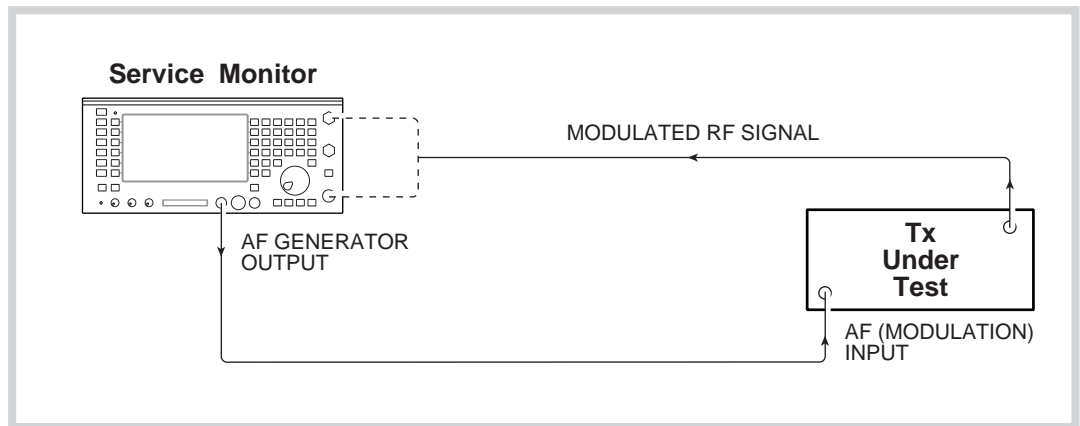 Service Monitor
MODULATED RF SIGNAL
AF GENERATOR
OUTPUT
Tx
Under
Test
AF (MODULATION)
INPUT